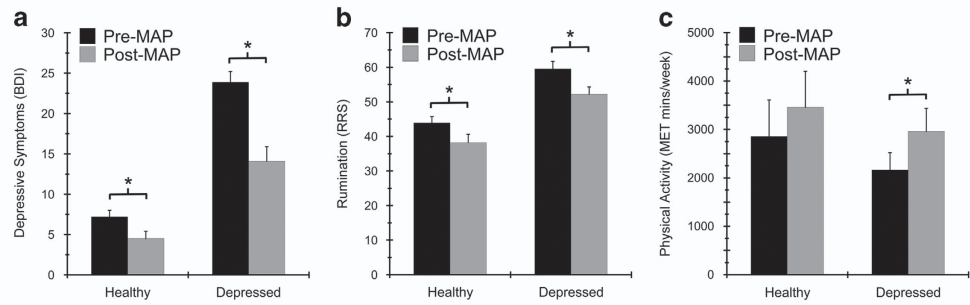 a
Pre-MAP
Post-MAP
Depressive Symptoms (BDI)
30
25
20
15
10
5
0
*
*
Healthy
Depressed
b
Pre-MAP
Post-MAP
Rumination (RRS)
70
60
50
40
30
20
10
0
*
*
Healthy
Depressed
c
Pre-MAP
Post-MAP
Physical Activity (MET mins/week)
5000
4000
3000
2000
1000
0
*
Healthy
Depressed